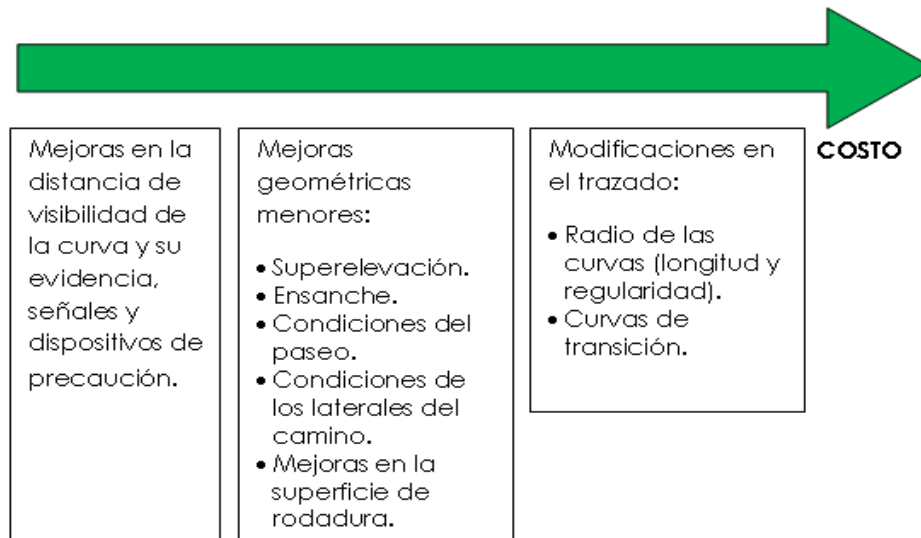 Mejoras en la
distancia de
visibilidad de
la curva y su
evidencia,
señales y
dispositivos de
precaución.
Mejoras
geométricas
menores:
• Superelevación.
• Ensanche.
• Condiciones del
paseo.
• Condiciones de
los laterales del
camino.
• Mejoras en la
superficie de
rodadura.
Modificaciones en
el trazado:
• Radio de las
curvas (longitud y
regularidad).
• Curvas de
transición.
COSTO